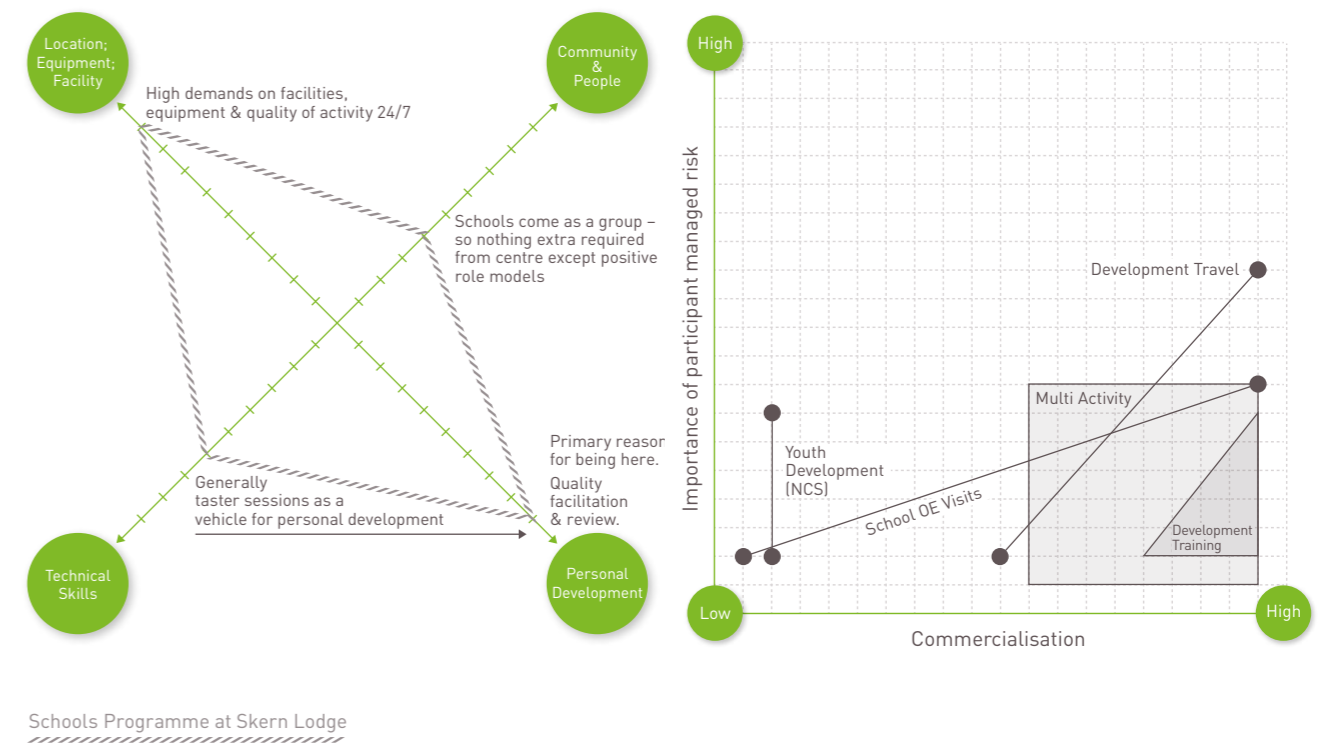 Location;
Equipment;
Facility
Community
&
People
High demands on facilities,
equipment & quality of activity 24/7
Schools come as a group –
so nothing extra required
from centre except positive
role models
Primary reason
for being here.
Quality
facilitation
& review.
Generally
taster sessions as a
vehicle for personal development
Technical
Skills
Personal
Development
High
Importance of participant managed risk
Development Travel
Multi Activity
Youth
Development
(NCS)
School OE Visits
Development
Training
Low
High
Commercialisation
Schools Programme at Skern Lodge